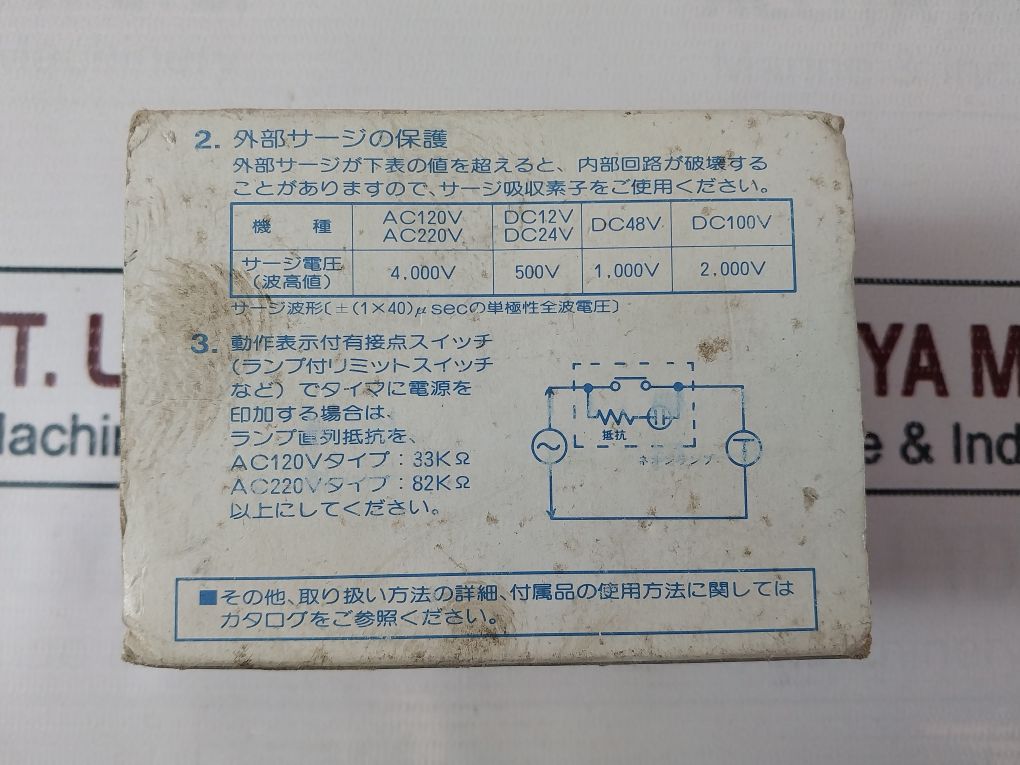 2. 外部サージの保護
外部サージが下表の値を超えると、内部回路が破壊する
ことがありますので、サージ吸収素子をご使用ください。
機 種 AC120V AC220V DC12V DC24V DC48V DC100V
サージ電圧(波高値) 4,000V 500V 1,000V 2,000V
サージ波形〔±(1×40)μsecの単極性全波電圧〕
3. 動作表示付有接点スイッチ
(ランプ付リミットスイッチ
など)でタイマに電源を
印加する場合は、
ランプ直列抵抗を、
AC120Vタイプ:33KΩ
AC220Vタイプ:82KΩ
以上にしてください。
抵抗
ネオンランプ
T
■その他、取り扱い方法の詳細、付属品の使用方法に関しては
カタログをご参照ください。
T. U
YA M
Machin
e & Ind